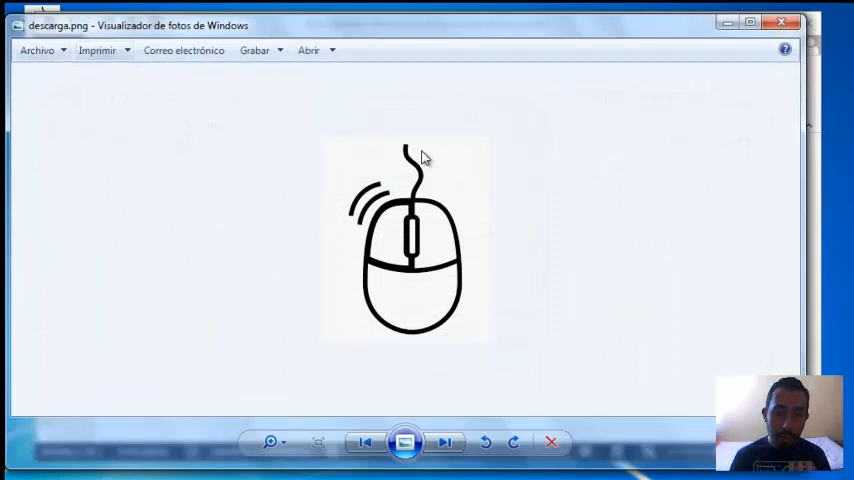 descarga.png - Visualizador de fotos de Windows
Archivo Imprimir Correo electrónico Grabar Abrir